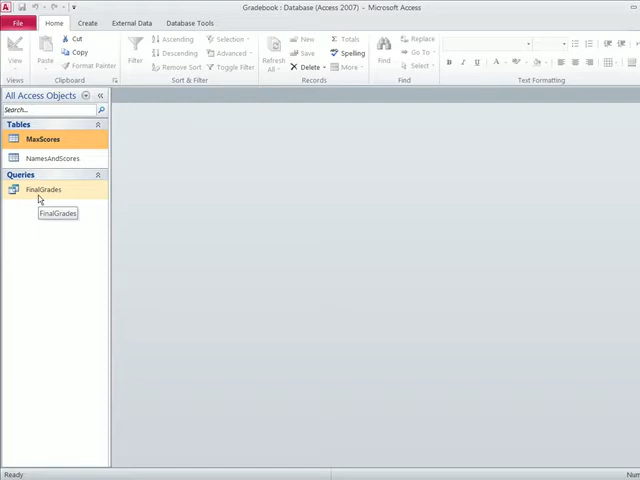 Gradebook : Database (Access 2007) – Microsoft Access
File Home Create External Data Database Tools
View
Views
Paste
Cut
Copy
Format Painter
Clipboard
Filter
Ascending
Descending
Remove Sort
Selection
Advanced
Toggle Filter
Sort & Filter
Refresh
All
New
Save
Delete
Totals
Spelling
More
Records
Find
Replace
Go To
Select
Find
B I U
A
Text Formatting
All Access Objects
Search...
Tables
MaxScores
NamesAndScores
Queries
FinalGrades
FinalGrades
Ready
Num